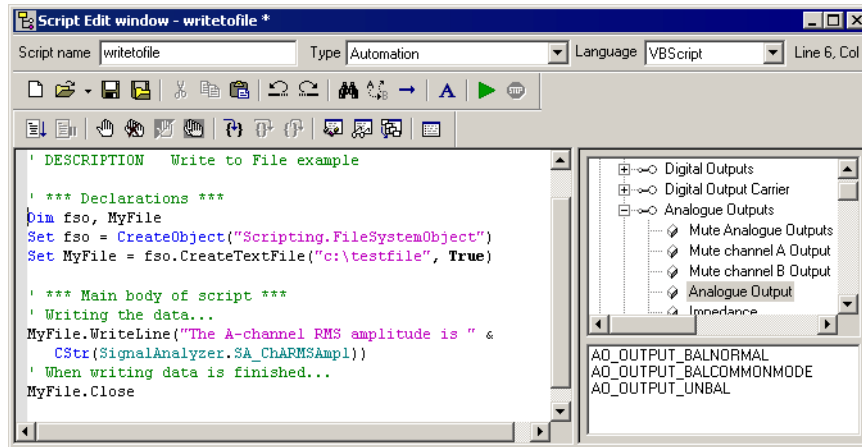 Script Edit window - writetofile *
Script name writetofile Type Automation Language VBScript Line 6, Col
' DESCRIPTION   Write to File example
' *** Declarations ***
Dim fso, MyFile
Set fso = CreateObject("Scripting.FileSystemObject")
Set MyFile = fso.CreateTextFile("c:\testfile", True)
' *** Main body of script ***
' Writing the data...
MyFile.WriteLine("The A-channel RMS amplitude is " &
CStr(SignalAnalyzer.SA_ChARMSAmpl))
' When writing data is finished...
MyFile.Close
Digital Outputs
Digital Output Carrier
Analogue Outputs
Mute Analogue Outputs
Mute channel A Output
Mute channel B Output
Analogue Output
Impedance
AO_OUTPUT_BALNORMAL
AO_OUTPUT_BALCOMMONMODE
AO_OUTPUT_UNBAL